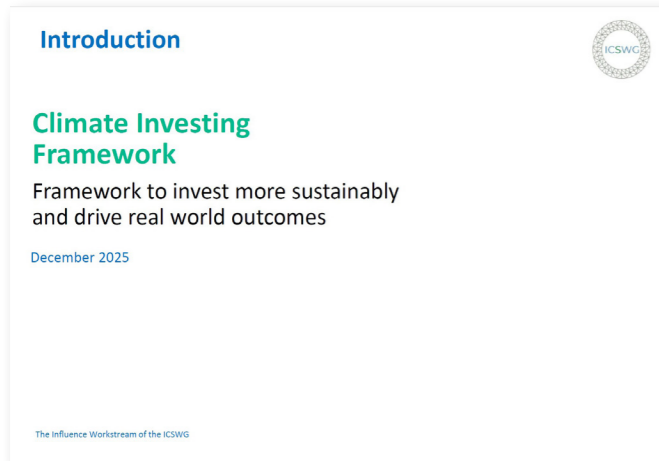 Introduction
ICSWG
Climate Investing
Framework
Framework to invest more sustainably
and drive real world outcomes
December 2025
The Influence Workstream of the ICSWG